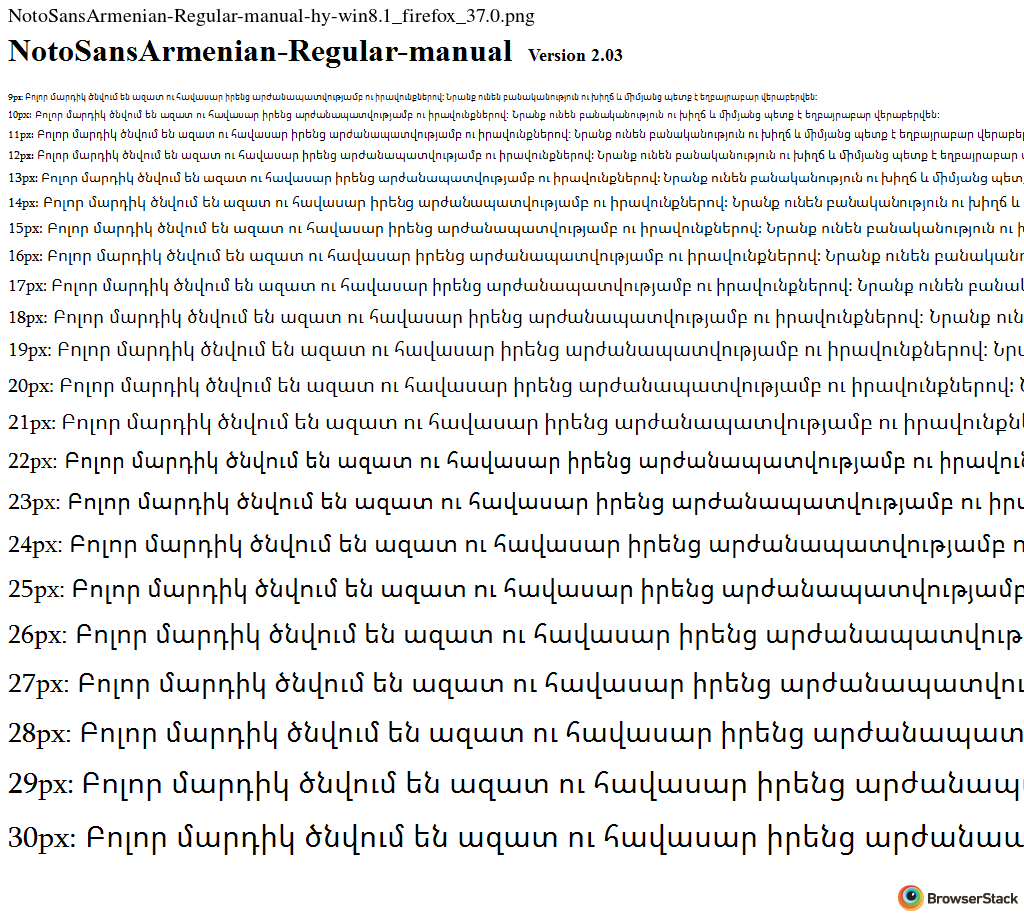 NotoSansArmenian-Regular-manual-hy-win8.1_firefox_37.0.png
NotoSansArmenian-Regular-manual Version 2.03
9px: Բոլոր մարդիկ ծնվում են ազատ ու հավասար իրենց արժանապատվությամբ ու իրավունքներով: Նրանք ունեն բանականություն ու խիղճ և միմյանց պետք է եղբայրաբար վերաբերվեն:
10px: Բոլոր մարդիկ ծնվում են ազատ ու հավասար իրենց արժանապատվությամբ ու իրավունքներով: Նրանք ունեն բանականություն ու խիղճ և միմյանց պետք է եղբայրաբար վերաբերվեն:
11px: Բոլոր մարդիկ ծնվում են ազատ ու հավասար իրենց արժանապատվությամբ ու իրավունքներով: Նրանք ունեն բանականություն ու խիղճ և միմյանց պետք է եղբայրաբար վերաբեր
12px: Բոլոր մարդիկ ծնվում են ազատ ու հավասար իրենց արժանապատվությամբ ու իրավունքներով: Նրանք ունեն բանականություն ու խիղճ և միմյանց պետք է եղբայրաբար
13px: Բոլոր մարդիկ ծնվում են ազատ ու հավասար իրենց արժանապատվությամբ ու իրավունքներով: Նրանք ունեն բանականություն ու խիղճ և միմյանց պետ
14px: Բոլոր մարդիկ ծնվում են ազատ ու հավասար իրենց արժանապատվությամբ ու իրավունքներով: Նրանք ունեն բանականություն ու խիղճ և
15px: Բոլոր մարդիկ ծնվում են ազատ ու հավասար իրենց արժանապատվությամբ ու իրավունքներով: Նրանք ունեն բանականություն ու
16px: Բոլոր մարդիկ ծնվում են ազատ ու հավասար իրենց արժանապատվությամբ ու իրավունքներով: Նրանք ունեն բանական
17px: Բոլոր մարդիկ ծնվում են ազատ ու հավասար իրենց արժանապատվությամբ ու իրավունքներով: Նրանք ունեն բանակ
18px: Բոլոր մարդիկ ծնվում են ազատ ու հավասար իրենց արժանապատվությամբ ու իրավունքներով: Նրանք ուն
19px: Բոլոր մարդիկ ծնվում են ազատ ու հավասար իրենց արժանապատվությամբ ու իրավունքներով: Նր
20px: Բոլոր մարդիկ ծնվում են ազատ ու հավասար իրենց արժանապատվությամբ ու իրավունքներով:
21px: Բոլոր մարդիկ ծնվում են ազատ ու հավասար իրենց արժանապատվությամբ ու իրավունքն
22px: Բոլոր մարդիկ ծնվում են ազատ ու հավասար իրենց արժանապատվությամբ ու իրավուն
23px: Բոլոր մարդիկ ծնվում են ազատ ու հավասար իրենց արժանապատվությամբ ու իր
24px: Բոլոր մարդիկ ծնվում են ազատ ու հավասար իրենց արժանապատվությամբ
25px: Բոլոր մարդիկ ծնվում են ազատ ու հավասար իրենց արժանապատվությամբ
26px: Բոլոր մարդիկ ծնվում են ազատ ու հավասար իրենց արժանապատվութ
27px: Բոլոր մարդիկ ծնվում են ազատ ու հավասար իրենց արժանապատվու
28px: Բոլոր մարդիկ ծնվում են ազատ ու հավասար իրենց արժանապատ
29px: Բոլոր մարդիկ ծնվում են ազատ ու հավասար իրենց արժանապ
30px: Բոլոր մարդիկ ծնվում են ազատ ու հավասար իրենց արժանա
BrowserStack